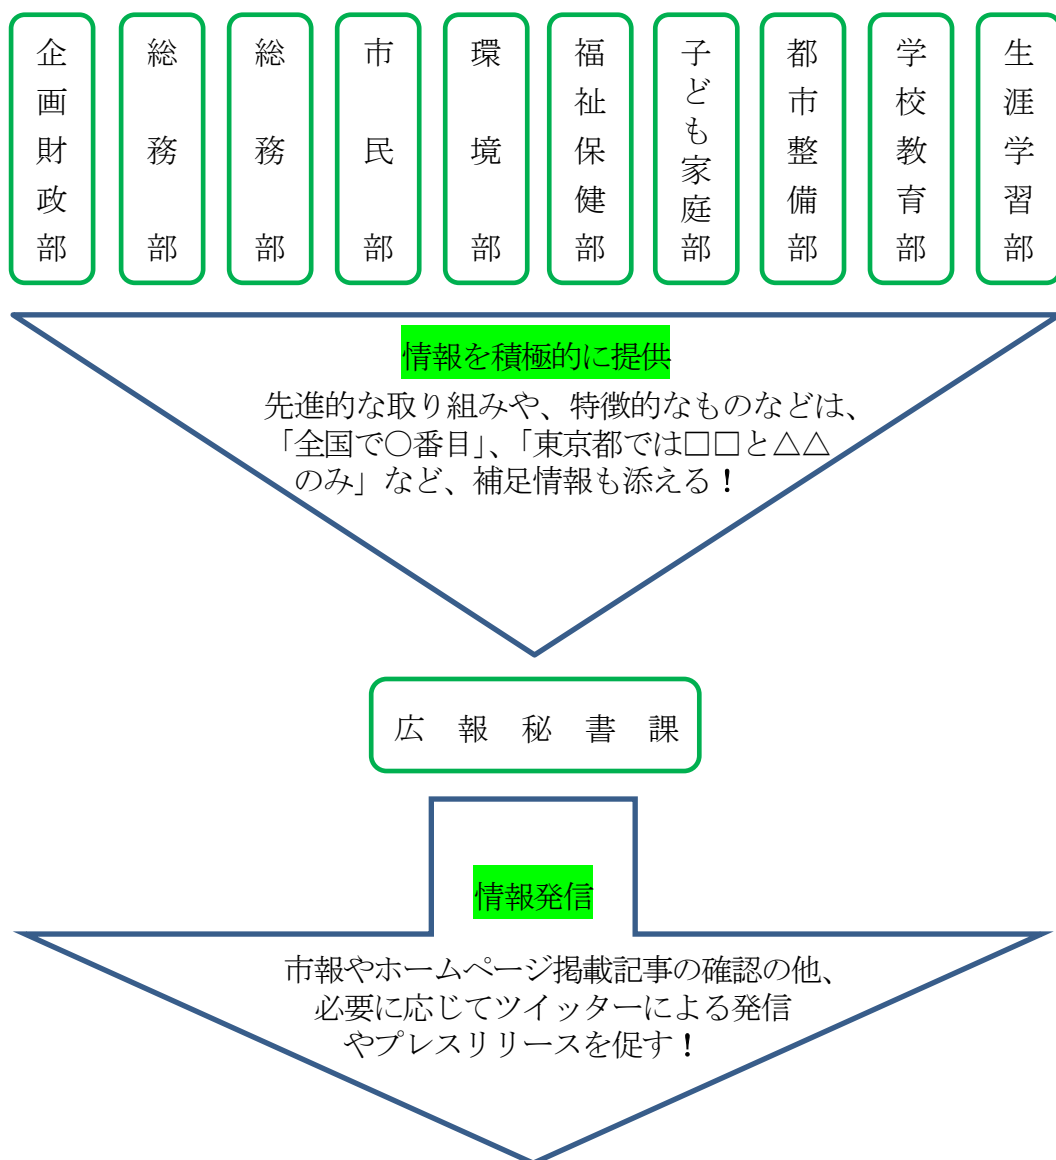 企画財政部
総務部
総務部
市民部
環境部
福祉保健部
子ども家庭部
都市整備部
学校教育部
生涯学習部
情報を積極的に提供
先進的な取り組みや、特徴的なものなどは、
「全国で〇番目」、「東京都では□□と△△
のみ」など、補足情報も添える！
広報秘書課
情報発信
市報やホームページ掲載記事の確認の他、
必要に応じてツイッターによる発信
やプレスリリースを促す！